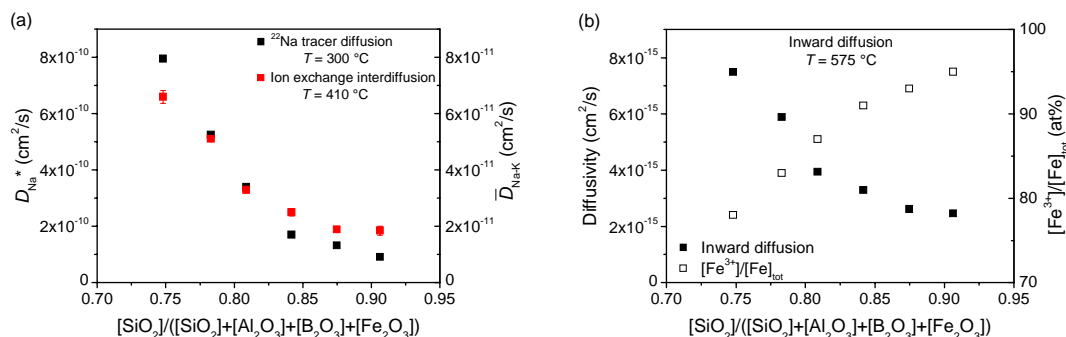 (a)
8x10⁻¹⁰
6x10⁻¹⁰
4x10⁻¹⁰
2x10⁻¹⁰
0
D_Na* (cm²/s)
²²Na tracer diffusion
T = 300 °C
Ion exchange interdiffusion
T = 410 °C
8x10⁻¹¹
6x10⁻¹¹
4x10⁻¹¹
2x10⁻¹¹
0
D̅_Na-K (cm²/s)
0.70 0.75 0.80 0.85 0.90 0.95
[SiO₂]/([SiO₂]+[Al₂O₃]+[B₂O₃]+[Fe₂O₃])
(b)
8x10⁻¹⁵
6x10⁻¹⁵
4x10⁻¹⁵
2x10⁻¹⁵
0
Diffusivity (cm²/s)
Inward diffusion
T = 575 °C
Inward diffusion
[Fe³⁺]/[Fe]_tot
100
90
80
70
[Fe³⁺]/[Fe]_tot (at%)
0.70 0.75 0.80 0.85 0.90 0.95
[SiO₂]/([SiO₂]+[Al₂O₃]+[B₂O₃]+[Fe₂O₃])